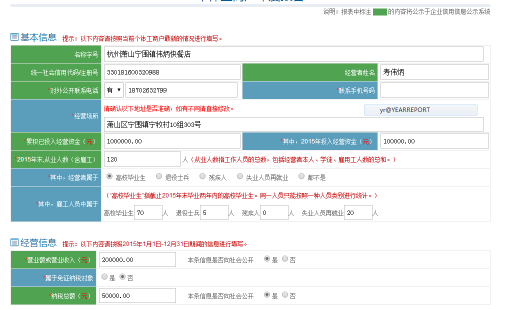 说明：报表中标注 的内容将公示于企业信用信息公示系统
基本信息 提示：以下内容请按照当前个体工商户最新的情况进行填写。
名称字号 杭州萧山宁围镇伟炳快餐店
统一社会信用代码/注册号 330181600320988 经营者姓名 寿伟炳
对外公开联系电话 有 18702632799 联系手机号码
经营场所 请确认以下地址是否准确，如有不同请直接修改。 yr@YEARREPORT
萧山区宁围镇宁牧村10组303号
累积已投入经营资金（元） 1000000.00 其中，2015年投入经营资金（元） 100000.00
2015年末,从业人数（含雇工） 120 人（从业人数指工作人员的总数，包括经营者本人、学徒、雇用工人数的总和。）
其中：经营者属于 高校毕业生 退役士兵 残疾人 失业人员再就业 都不是
其中：雇工人员中属于 （“高校毕业生”指截止2015年末毕业两年内的高校毕业生。同一人员只能按照一种人员类别进行统计。）
高校毕业生 70 人 退役士兵 5 人 残疾人 0 人 失业人员再就业 20 人
经营信息 提示：以下内容请按照2015年1月1日-12月31日期间的信息进行填写。
营业额或营业收入（元） 200000.00 本条信息是否向社会公开 是 否
属于免征纳税对象 是 否
纳税总额（元） 50000.00 本条信息是否向社会公开 是 否